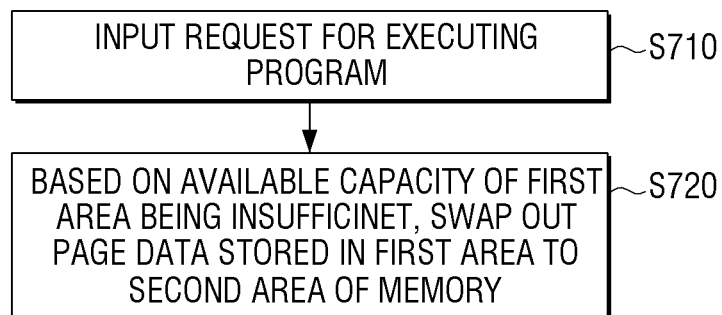 INPUT REQUEST FOR EXECUTING
PROGRAM
S710
BASED ON AVAILABLE CAPACITY OF FIRST
AREA BEING INSUFFICINET, SWAP OUT
PAGE DATA STORED IN FIRST AREA TO
SECOND AREA OF MEMORY
S720